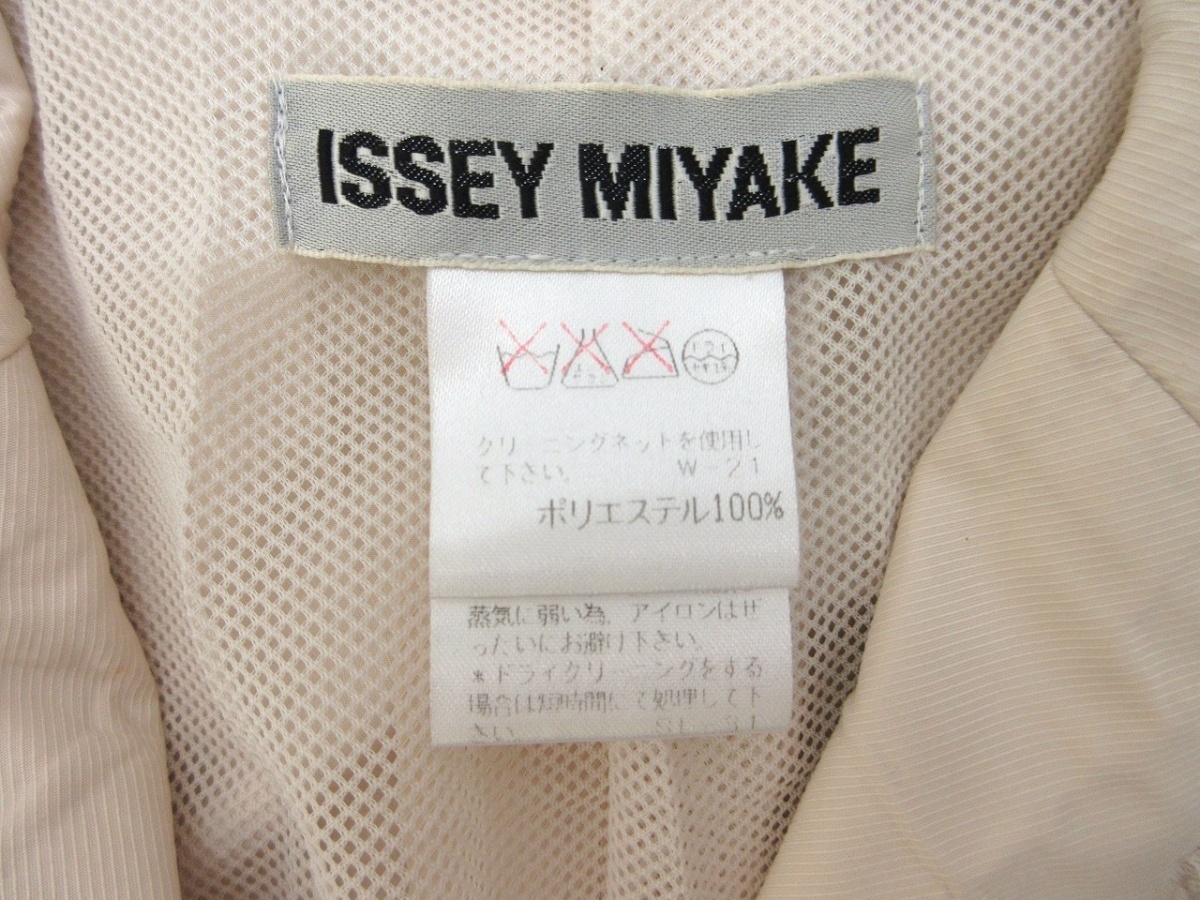 ISSEY MIYAKE
クリーニングネットを使用し
て下さい。 W-21
ポリエステル100%
蒸気に弱い為、アイロンはぜ
ったいにお避け下さい。
*ドライクリーニングをする
場合は短時間にて処理して下
さい。